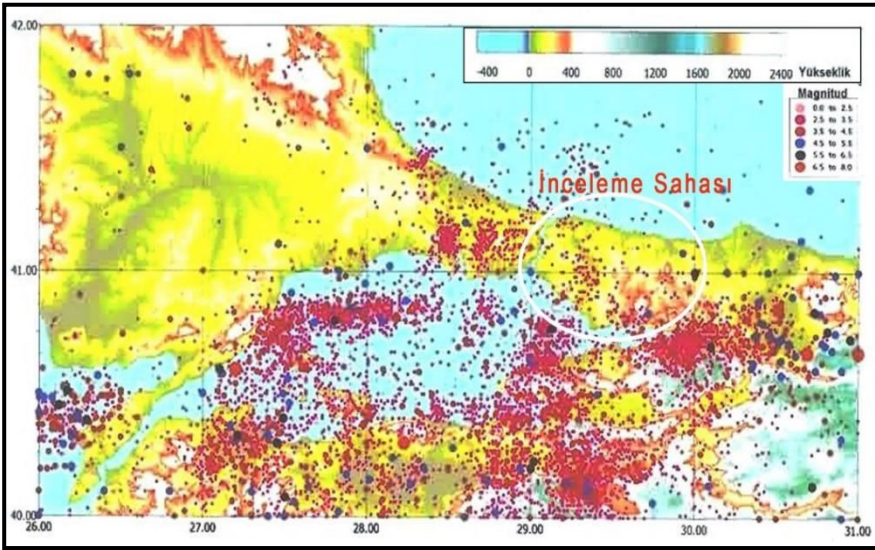 42.00
-400 0 400 800 1200 1600 2000 2400 Yükseklik
Magnitud
0.0 to 2.5
2.5 to 3.5
3.5 to 4.5
4.5 to 5.5
5.5 to 6.5
6.5 to 8.0
İnceleme Sahası
41.00
40.00
26.00 27.00 28.00 29.00 30.00 31.00